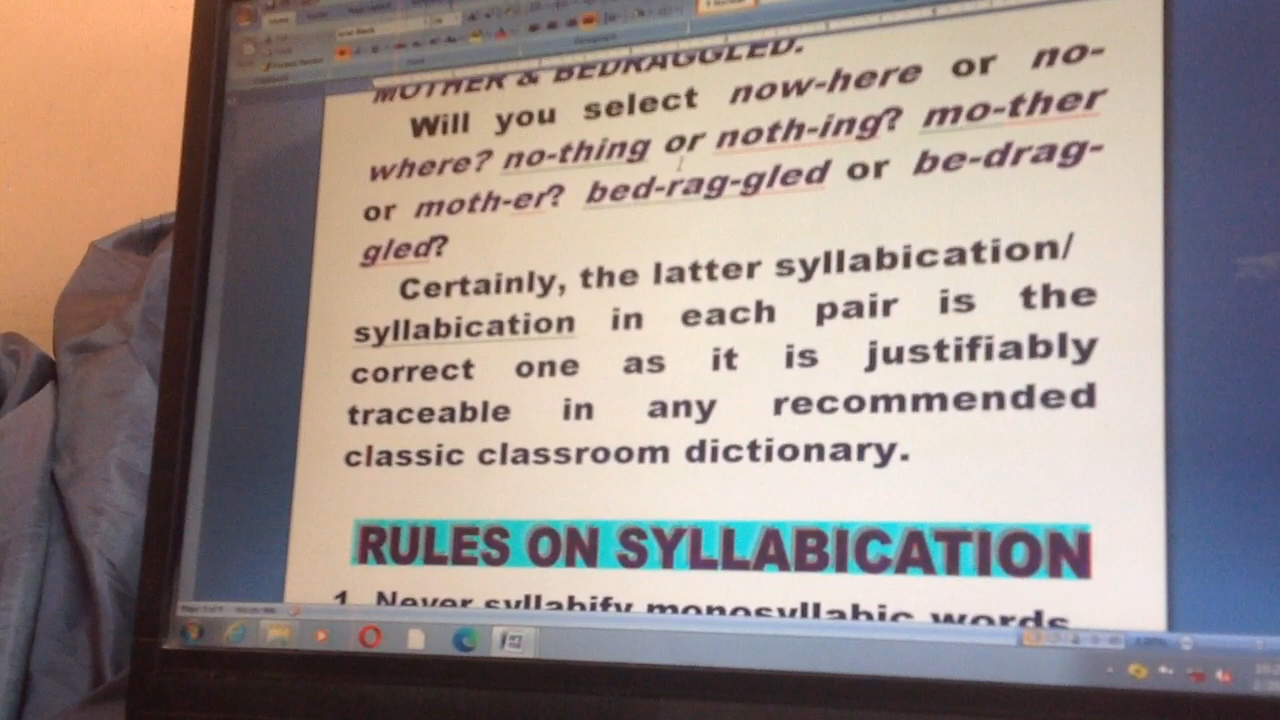 MOTHER & BEDRAGGLED.
Will you select now-here or no-
where? no-thing or noth-ing? mo-ther
or moth-er? bed-rag-gled or be-drag-
gled?
Certainly, the latter syllabication/
syllabication in each pair is the
correct one as it is justifiably
traceable in any recommended
classic classroom dictionary.
RULES ON SYLLABICATION
1. Never syllabify monosyllabic words